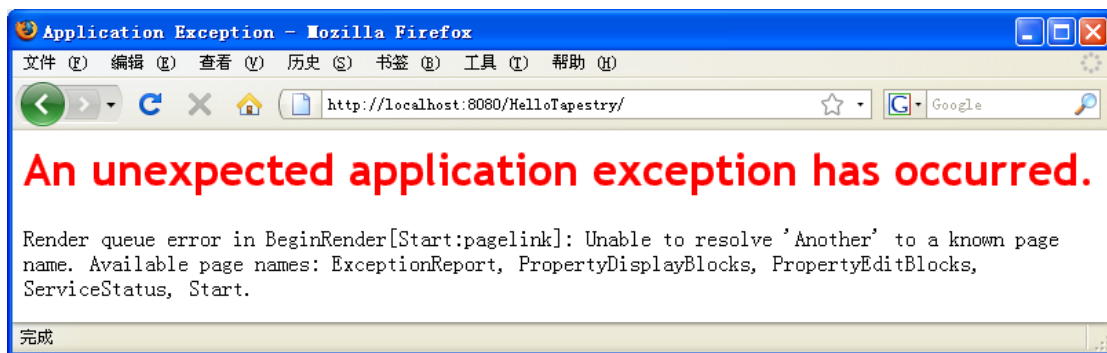 Application Exception - Mozilla Firefox
文件 (F) 编辑 (E) 查看 (V) 历史 (S) 书签 (B) 工具 (T) 帮助 (H)
http://localhost:8080/HelloTapestry/ G Google
An unexpected application exception has occurred.
Render queue error in BeginRender[Start:pagelink]: Unable to resolve 'Another' to a known page
name. Available page names: ExceptionReport, PropertyDisplayBlocks, PropertyEditBlocks,
ServiceStatus, Start.
完成